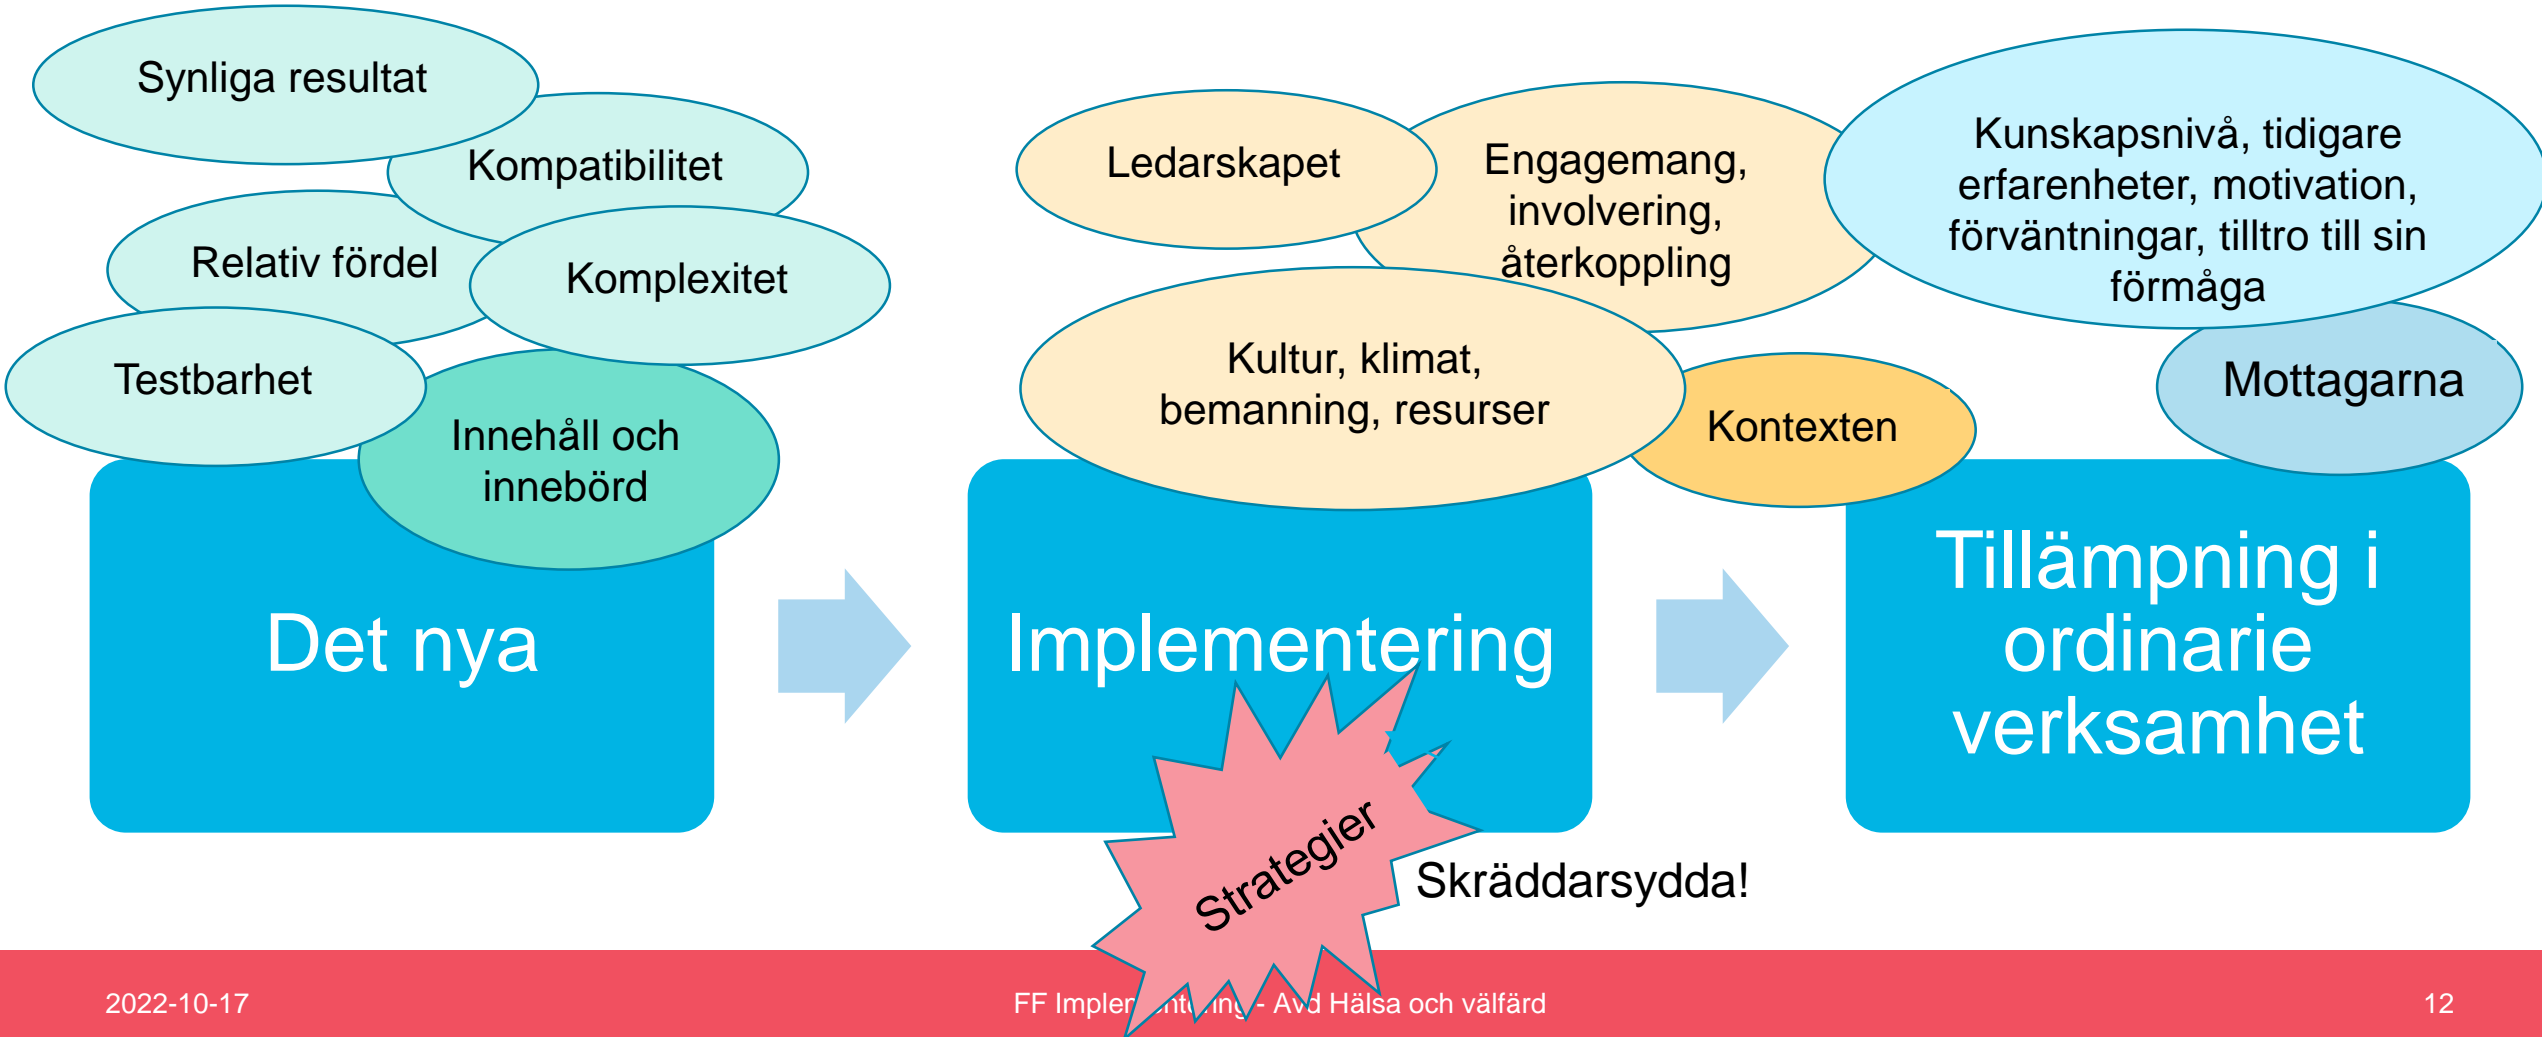 Synliga resultat
Kompatibilitet
Relativ fördel
Komplexitet
Testbarhet
Innehåll och
innebörd
Det nya
Ledarskapet
Engagemang,
involvering,
återkoppling
Kultur, klimat,
bemanning, resurser
Kontexten
Implementering
Strategier
Skräddarsydda!
Kunskapsnivå, tidigare
erfarenheter, motivation,
förväntningar, tilltro till sin
förmåga
Mottagarna
Tillämpning i
ordinarie
verksamhet
2022-10-17
FF Implementering - Avd Hälsa och välfärd
12